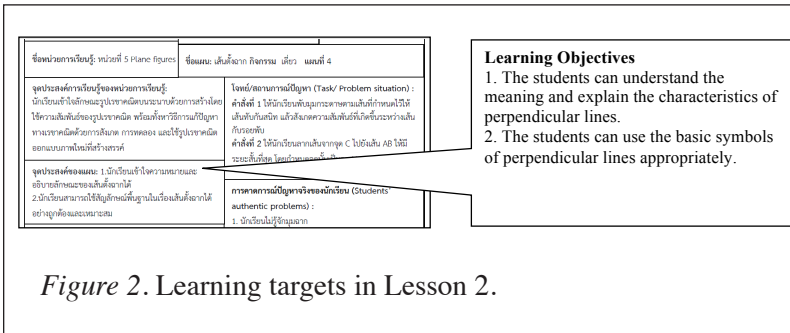 ชื่อหน่วยการเรียนรู้: หน่วยที่ 5 Plane figures
ชื่อแผน: เส้นตั้งฉาก กิจกรรม เดี่ยว แผนที่ 4
จุดประสงค์การเรียนรู้ของหน่วยการเรียนรู้:
นักเรียนเข้าใจลักษณะรูปเรขาคณิตบนระนาบด้วยการสร้างโดย
ใช้ความสัมพันธ์ของรูปเรขาคณิต พร้อมทั้งหาวิธีการแก้ปัญหา
ทางเรขาคณิตด้วยการสังเกต การทดลอง และใช้รูปเรขาคณิต
ออกแบบภาพใหม่ที่สร้างสรรค์
จุดประสงค์ของแผน: 1.นักเรียนเข้าใจความหมายและ
อธิบายลักษณะของเส้นตั้งฉากได้
2.นักเรียนสามารถใช้สัญลักษณ์พื้นฐานในเรื่องเส้นตั้งฉากได้
อย่างถูกต้องและเหมาะสม
โจทย์/สถานการณ์ปัญหา (Task/ Problem situation) :
คำสั่งที่ 1 ให้นักเรียนพับมุมกระดาษตามเส้นที่กำหนดไว้ให้
เส้นทับกันสนิท แล้วสังเกตความสัมพันธ์ที่เกิดขึ้นระหว่างเส้น
กับรอยพับ
คำสั่งที่ 2 ให้นักเรียนลากเส้นจากจุด C ไปยังเส้น AB ให้มี
ระยะสั้นที่สุด
การคาดการณ์ปัญหาจริงของนักเรียน (Students'
authentic problems) :
1. นักเรียนไม่รู้จักมุมฉาก
Learning Objectives
1. The students can understand the
meaning and explain the characteristics of
perpendicular lines.
2. The students can use the basic symbols
of perpendicular lines appropriately.
Figure 2. Learning targets in Lesson 2.